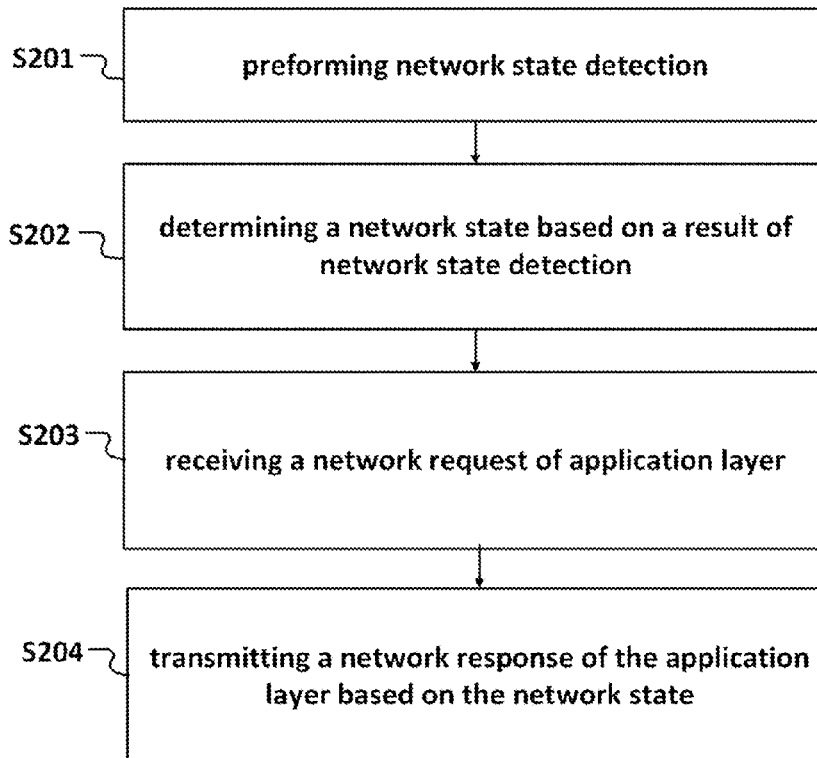 S201
preforming network state detection
S202
determining a network state based on a result of
network state detection
S203
receiving a network request of application layer
S204
transmitting a network response of the application
layer based on the network state